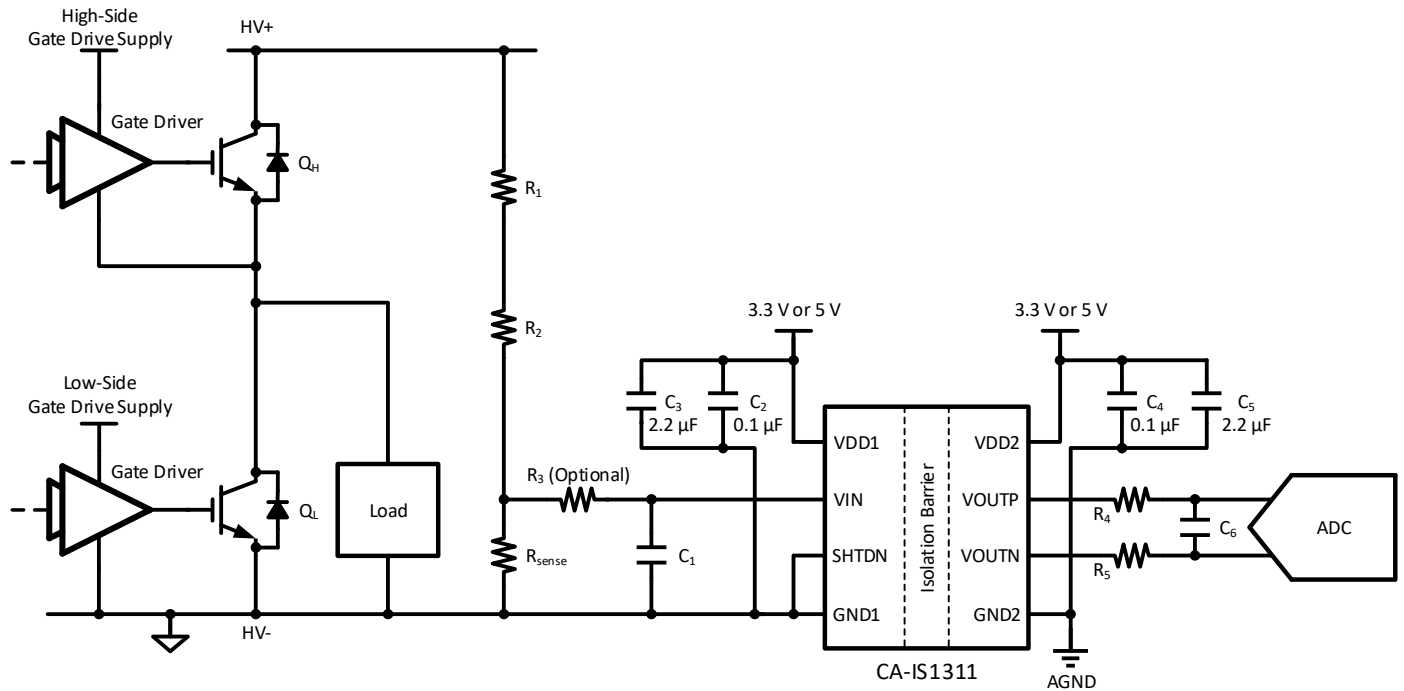 High-Side
Gate Drive Supply
HV+
Gate Driver
QH
R1
3.3 V or 5 V
3.3 V or 5 V
R2
Low-Side
Gate Drive Supply
C3
2.2 µF
C2
0.1 µF
C4
0.1 µF
C5
2.2 µF
VDD1
VDD2
Gate Driver
R3 (Optional)
QL
Load
VIN
Isolation Barrier
VOUTP
R4
C6
ADC
Rsense
C1
SHTDN
VOUTN
R5
GND1
GND2
HV-
CA-IS1311
AGND